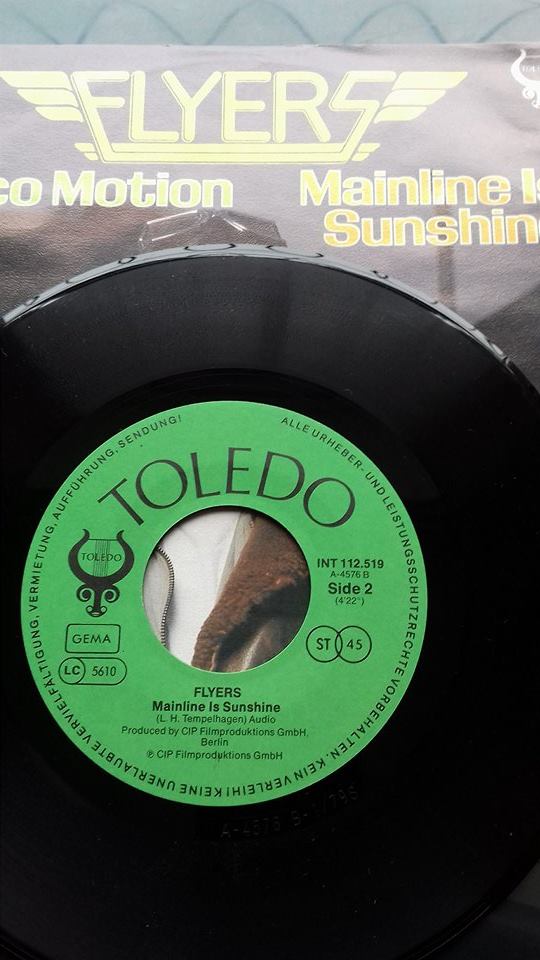 FLYERS
co Motion
Mainline Is
Sunshin
TOLEDO
ALLE URHEBER- UND LEISTUNGSSCHUTZRECHTE VORBEHALTEN. KEIN VERLEIH! KEINE UNERLAUBTE VERVIELFÄLTIGUNG, VERMIETUNG, AUFFÜHRUNG, SENDUNG!
TOLEDO
INT 112.519
A-4576 B
Side 2
(4'22")
GEMA
LC 5610
ST 45
FLYERS
Mainline Is Sunshine
(L. H. Tempelhagen) Audio
Produced by CIP Filmproduktions GmbH,
Berlin
℗ CIP Filmproduktions GmbH